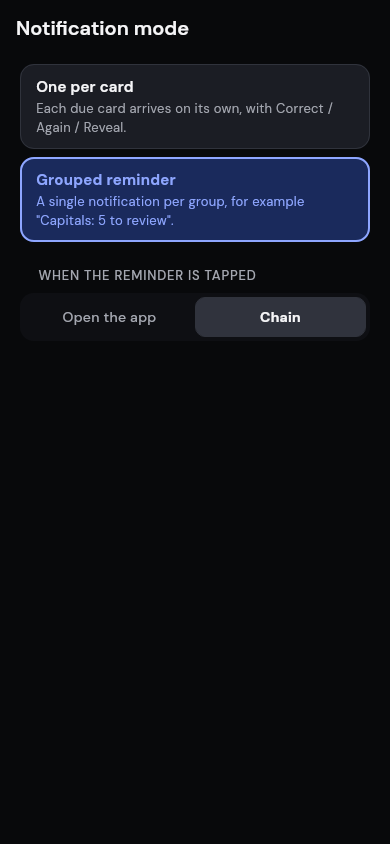 Notification mode
One per card
Each due card arrives on its own, with Correct /
Again / Reveal.
Grouped reminder
A single notification per group, for example
"Capitals: 5 to review".
WHEN THE REMINDER IS TAPPED
Open the app
Chain